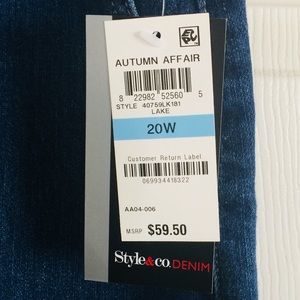 AUTUMN AFFAIR
8 22982 52560 5
STYLE 40759LK181
LAKE
20W
Customer Return Label
069934418322
AA04-006
MSRP $59.50
Style&co. DENIM